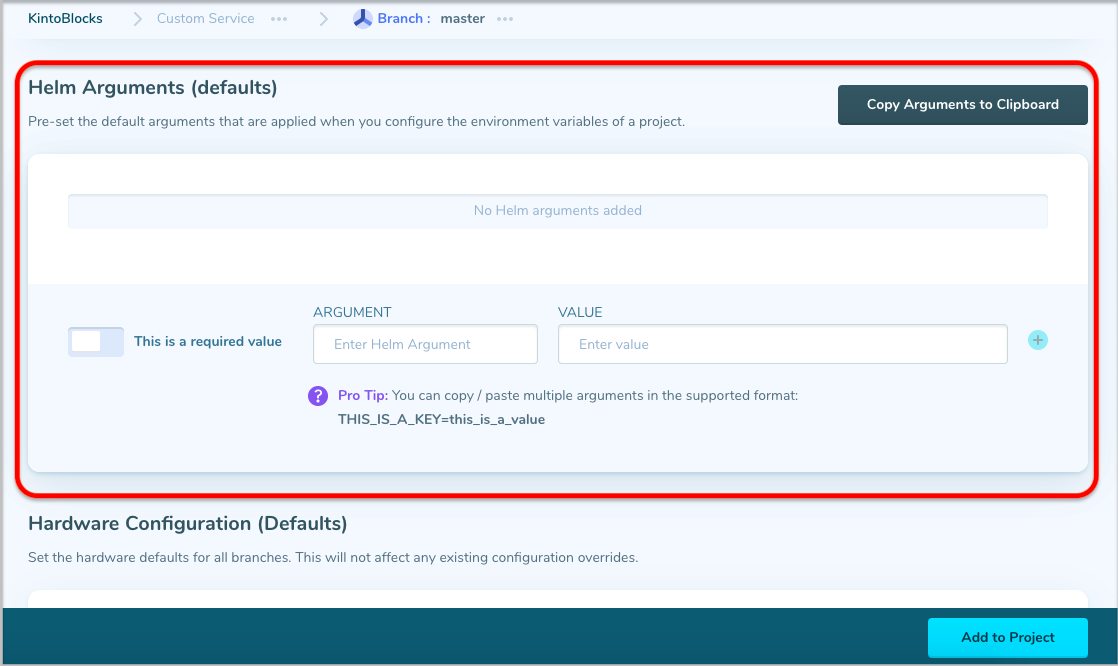 KintoBlocks Custom Service ••• Branch : master •••
Helm Arguments (defaults)
Copy Arguments to Clipboard
Pre-set the default arguments that are applied when you configure the environment variables of a project.
No Helm arguments added
ARGUMENT VALUE
This is a required value Enter Helm Argument Enter value +
? Pro Tip: You can copy / paste multiple arguments in the supported format:
THIS_IS_A_KEY=this_is_a_value
Hardware Configuration (Defaults)
Set the hardware defaults for all branches. This will not affect any existing configuration overrides.
Add to Project